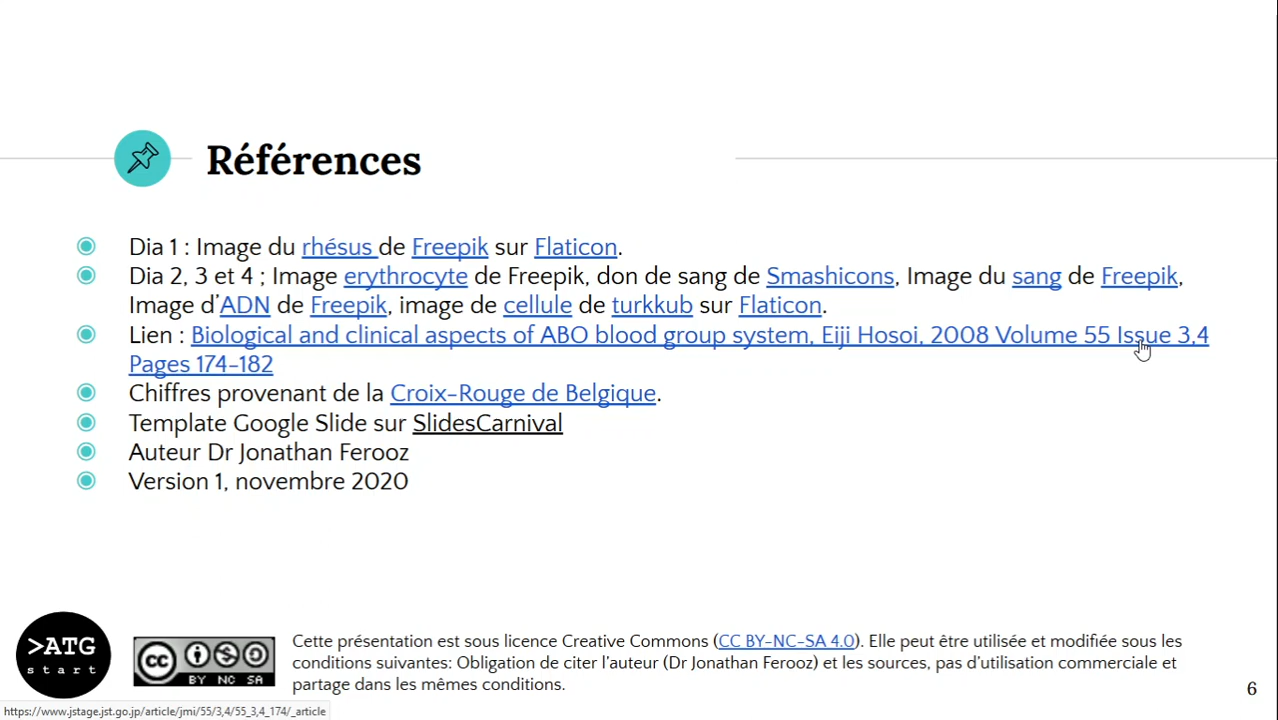 Références
Dia 1 : Image du rhésus de Freepik sur Flaticon.
Dia 2, 3 et 4 ; Image erythrocyte de Freepik, don de sang de Smashicons, Image du sang de Freepik,
Image d’ADN de Freepik, image de cellule de turkkub sur Flaticon.
Lien : Biological and clinical aspects of ABO blood group system, Eiji Hosoi, 2008 Volume 55 Issue 3,4
Pages 174-182
Chiffres provenant de la Croix-Rouge de Belgique.
Template Google Slide sur SlidesCarnival
Auteur Dr Jonathan Ferooz
Version 1, novembre 2020
>ATG
start
cc
BY NC SA
Cette présentation est sous licence Creative Commons (CC BY-NC-SA 4.0). Elle peut être utilisée et modifiée sous les
conditions suivantes: Obligation de citer l’auteur (Dr Jonathan Ferooz) et les sources, pas d’utilisation commerciale et
partage dans les mêmes conditions.
6
https://www.jstage.jst.go.jp/article/jmi/55/3,4/55_3,4_174/_article